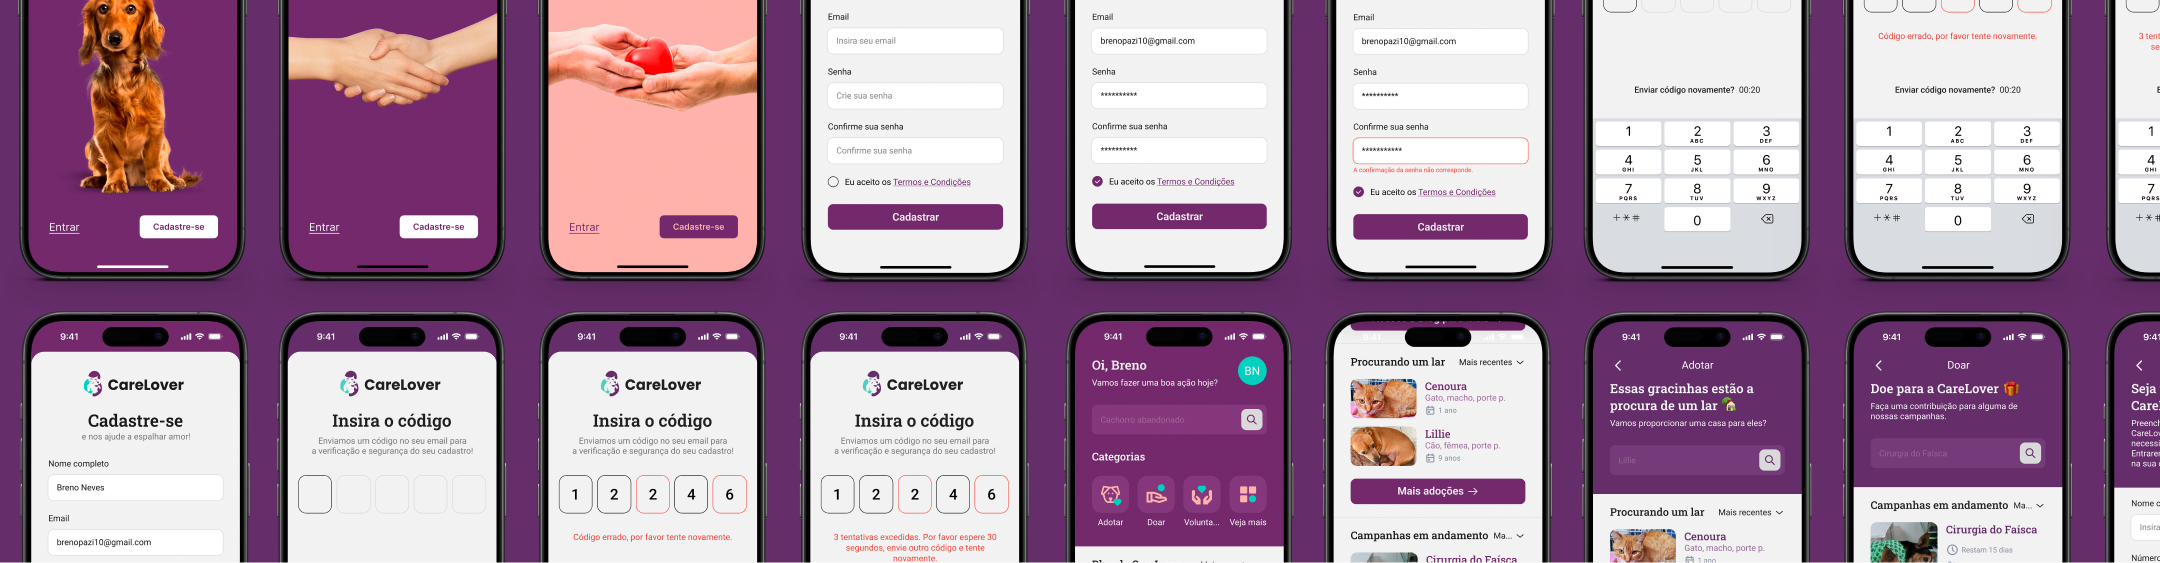 Entrar
Cadastre-se
Entrar
Cadastre-se
Entrar
Cadastre-se
Email
Insira seu email
Senha
Crie sua senha
Confirme sua senha
Confirme sua senha
Eu aceito os Termos e Condições
Cadastrar
Email
brenopazi10@gmail.com
Senha
**********
Confirme sua senha
**********
Eu aceito os Termos e Condições
Cadastrar
Email
brenopazi10@gmail.com
Senha
**********
Confirme sua senha
***********
A confirmação da senha não corresponde.
Eu aceito os Termos e Condições
Cadastrar
Enviar código novamente? 00:20
1
2 ABC
3 DEF
4 GHI
5 JKL
6 MNO
7 PQRS
8 TUV
9 WXYZ
+*#
0
Código errado, por favor tente novamente.
Enviar código novamente? 00:20
1
2 ABC
3 DEF
4 GHI
5 JKL
6 MNO
7 PQRS
8 TUV
9 WXYZ
+*#
0
1
4
GHI
7
PQRS
9:41
CareLover
Cadastre-se
e nos ajude a espalhar amor!
Nome completo
Breno Neves
Email
brenopazi10@gmail.com
9:41
CareLover
Insira o código
Enviamos um código no seu email para
a verificação e segurança do seu cadastro!
9:41
CareLover
Insira o código
Enviamos um código no seu email para
a verificação e segurança do seu cadastro!
1 2 2 4 6
Código errado, por favor tente novamente.
9:41
CareLover
Insira o código
Enviamos um código no seu email para
a verificação e segurança do seu cadastro!
1 2 2 4 6
3 tentativas excedidas. Por favor espere 30
segundos, envie outro código e tente
novamente.
9:41
Oi, Breno
BN
Vamos fazer uma boa ação hoje?
Cachorro abandonado
Categorias
Adotar
Doar
Volunta...
Veja mais
9:41
Procurando um lar
Mais recentes
Cenoura
Gato, macho, porte p.
1 ano
Lillie
Cão, fêmea, porte p.
9 anos
Mais adoções →
Campanhas em andamento
Ma...
Cirurgia do Faísca
9:41
Adotar
Essas gracinhas estão a
procura de um lar
Vamos proporcionar uma casa para eles?
Lillie
Procurando um lar
Mais recentes
Cenoura
Gato, macho, porte p.
1 ano
9:41
Doar
Doe para a CareLover
Faça uma contribuição para alguma de
nossas campanhas.
Cirurgia do Faísca
Campanhas em andamento
Ma...
Cirurgia do Faísca
Restam 15 dias
Seja
na sua